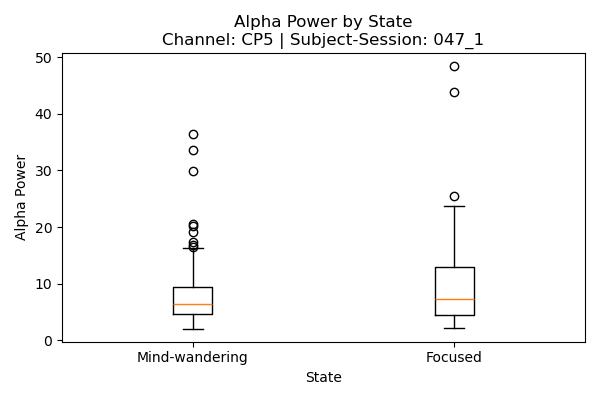 Alpha Power by State
Channel: CP5 | Subject-Session: 047_1
Alpha Power
50
40
30
20
10
0
Mind-wandering
Focused
State